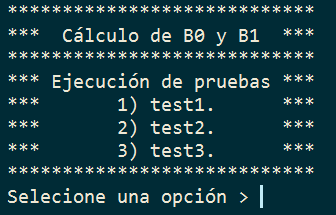 ****************************
***  Cálculo de B0 y B1  ***
****************************
*** Ejecución de pruebas ***
***       1) test1.      ***
***       2) test2.      ***
***       3) test3.      ***
****************************
Selecione una opción >